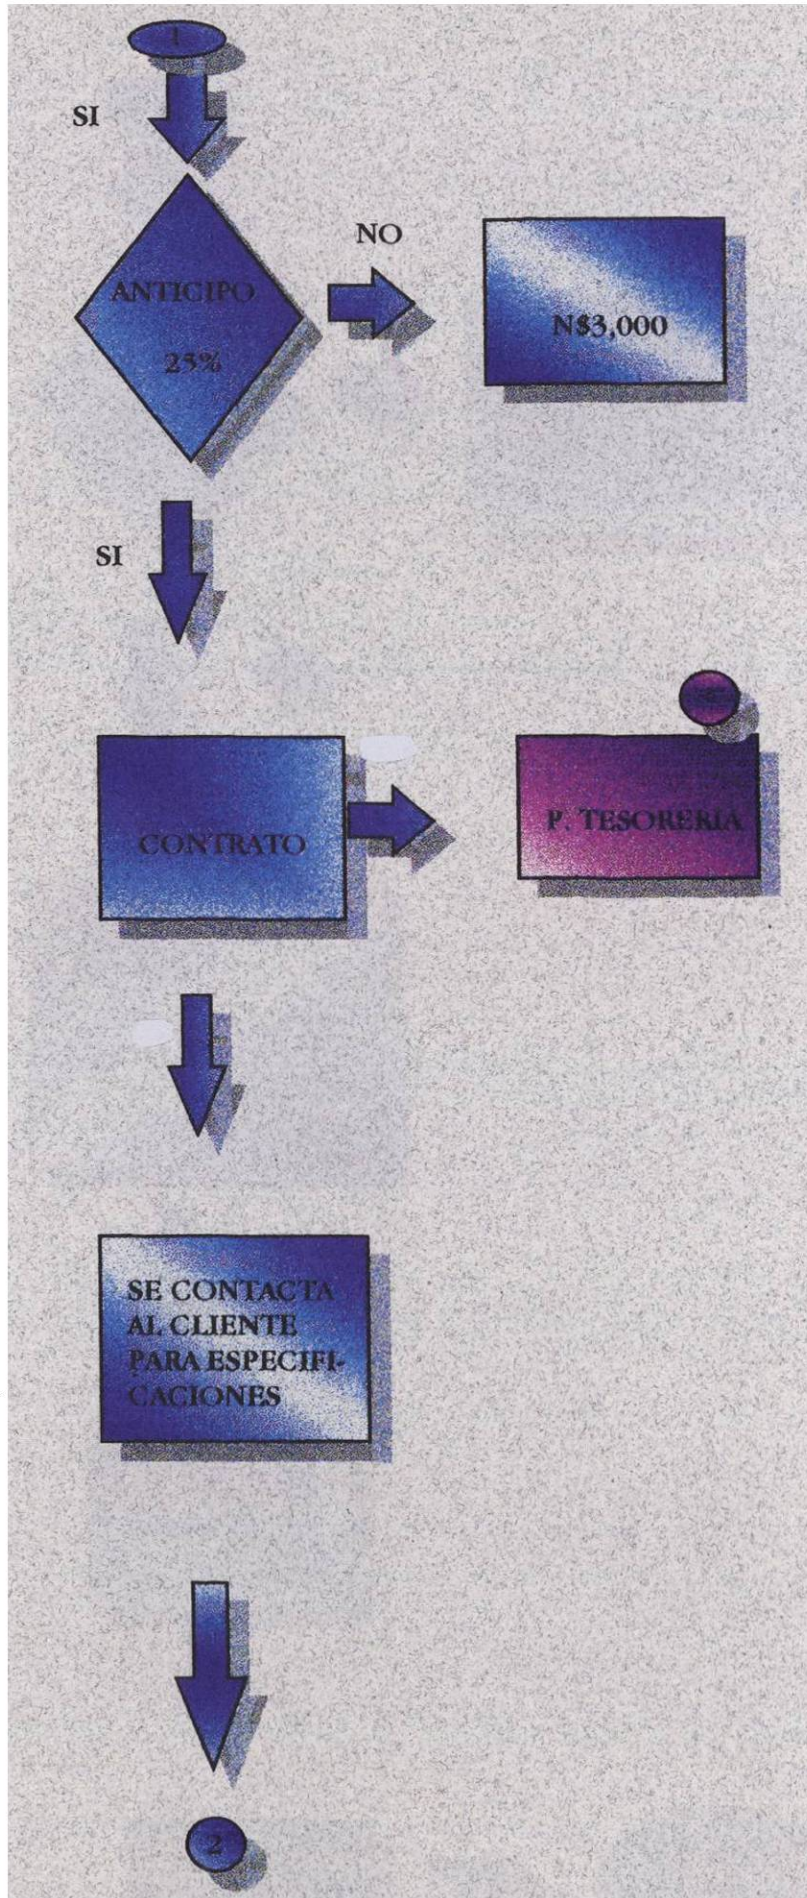 1
SI
ANTICIPO
25%
NO
N$3,000
SI
CONTRATO
P. TESORERIA
SE CONTACTA
AL CLIENTE
PARA ESPECIFI-
CACIONES
2